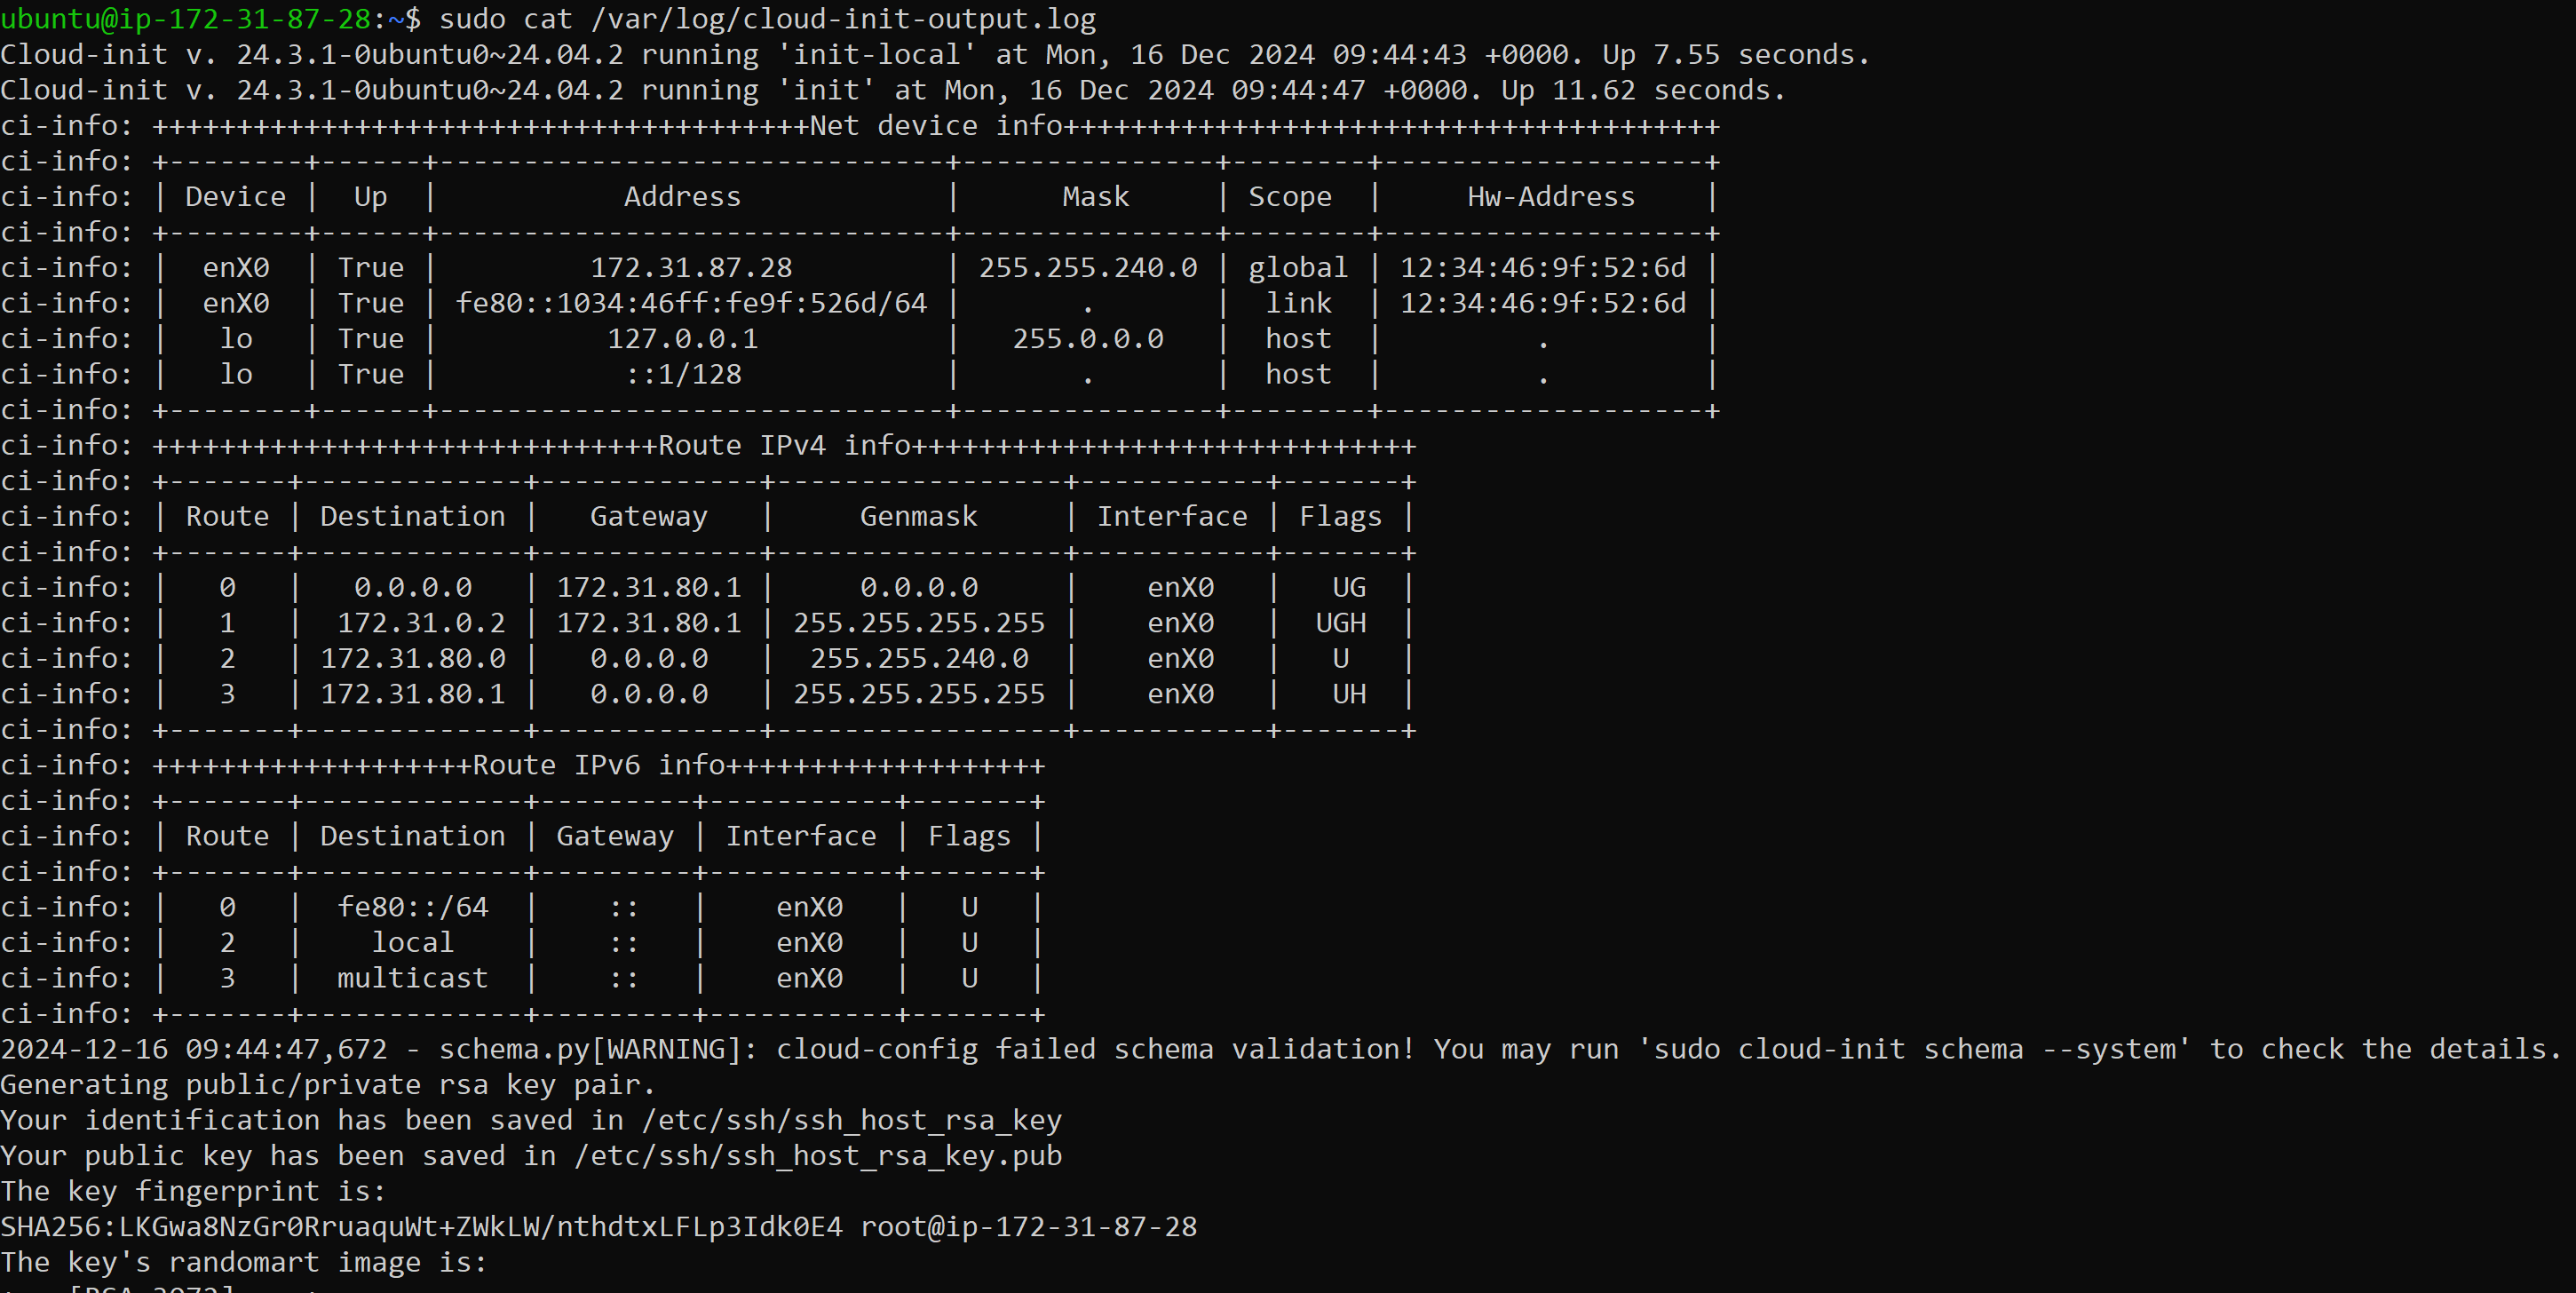 ubuntu@ip-172-31-87-28:~$ sudo cat /var/log/cloud-init-output.log
Cloud-init v. 24.3.1-0ubuntu0~24.04.2 running 'init-local' at Mon, 16 Dec 2024 09:44:43 +0000. Up 7.55 seconds.
Cloud-init v. 24.3.1-0ubuntu0~24.04.2 running 'init' at Mon, 16 Dec 2024 09:44:47 +0000. Up 11.62 seconds.
ci-info: +++++++++++++++++++++++++++++++++++++++Net device info+++++++++++++++++++++++++++++++++++++++
ci-info: +--------+------+------------------------------+---------------+--------+-------------------+
ci-info: | Device |  Up  |           Address            |      Mask     | Scope  |     Hw-Address    |
ci-info: +--------+------+------------------------------+---------------+--------+-------------------+
ci-info: |  enX0  | True |         172.31.87.28         | 255.255.240.0 | global | 12:34:46:9f:52:6d |
ci-info: |  enX0  | True | fe80::1034:46ff:fe9f:526d/64 |       .       |  link  | 12:34:46:9f:52:6d |
ci-info: |   lo   | True |          127.0.0.1           |   255.0.0.0   |  host  |         .         |
ci-info: |   lo   | True |           ::1/128            |       .       |  host  |         .         |
ci-info: +--------+------+------------------------------+---------------+--------+-------------------+
ci-info: ++++++++++++++++++++++++++++++Route IPv4 info++++++++++++++++++++++++++++++
ci-info: +-------+-------------+-------------+-----------------+-----------+-------+
ci-info: | Route | Destination |   Gateway   |     Genmask     | Interface | Flags |
ci-info: +-------+-------------+-------------+-----------------+-----------+-------+
ci-info: |   0   |   0.0.0.0   | 172.31.80.1 |     0.0.0.0     |    enX0   |   UG  |
ci-info: |   1   |  172.31.0.2 | 172.31.80.1 | 255.255.255.255 |    enX0   |  UGH  |
ci-info: |   2   | 172.31.80.0 |   0.0.0.0   |  255.255.240.0  |    enX0   |   U   |
ci-info: |   3   | 172.31.80.1 |   0.0.0.0   | 255.255.255.255 |    enX0   |   UH  |
ci-info: +-------+-------------+-------------+-----------------+-----------+-------+
ci-info: +++++++++++++++++++Route IPv6 info+++++++++++++++++++
ci-info: +-------+-------------+---------+-----------+-------+
ci-info: | Route | Destination | Gateway | Interface | Flags |
ci-info: +-------+-------------+---------+-----------+-------+
ci-info: |   0   |  fe80::/64  |    ::   |    enX0   |   U   |
ci-info: |   2   |    local    |    ::   |    enX0   |   U   |
ci-info: |   3   |  multicast  |    ::   |    enX0   |   U   |
ci-info: +-------+-------------+---------+-----------+-------+
2024-12-16 09:44:47,672 - schema.py[WARNING]: cloud-config failed schema validation! You may run 'sudo cloud-init schema --system' to check the details.
Generating public/private rsa key pair.
Your identification has been saved in /etc/ssh/ssh_host_rsa_key
Your public key has been saved in /etc/ssh/ssh_host_rsa_key.pub
The key fingerprint is:
SHA256:LKGwa8NzGr0RruaquWt+ZWkLW/nthdtxLFLp3Idk0E4 root@ip-172-31-87-28
The key's randomart image is: